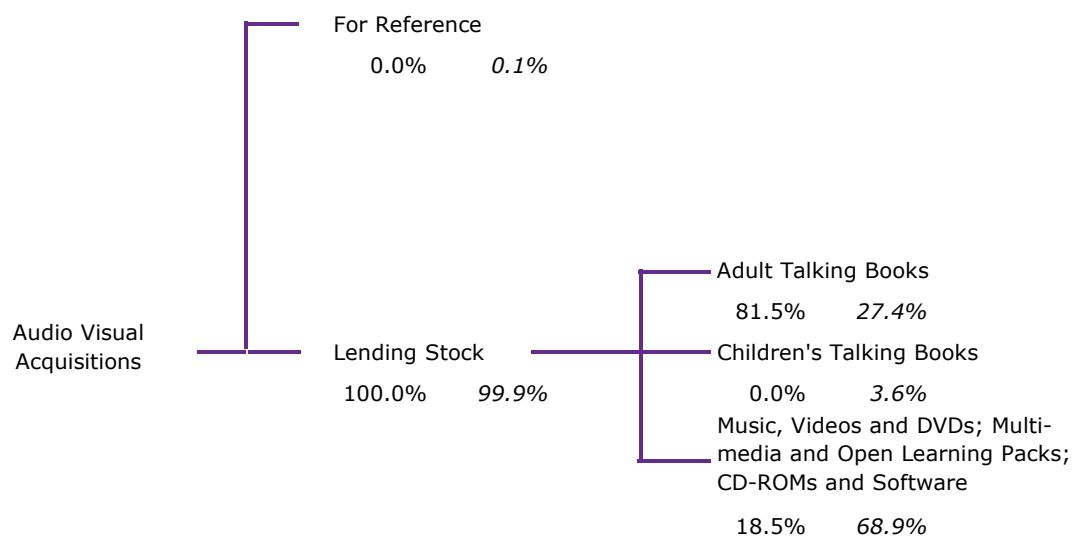 For Reference
0.0% 0.1%
Audio Visual
Acquisitions
Lending Stock
100.0% 99.9%
Adult Talking Books
81.5% 27.4%
Children's Talking Books
0.0% 3.6%
Music, Videos and DVDs; Multi-
media and Open Learning Packs;
CD-ROMs and Software
18.5% 68.9%